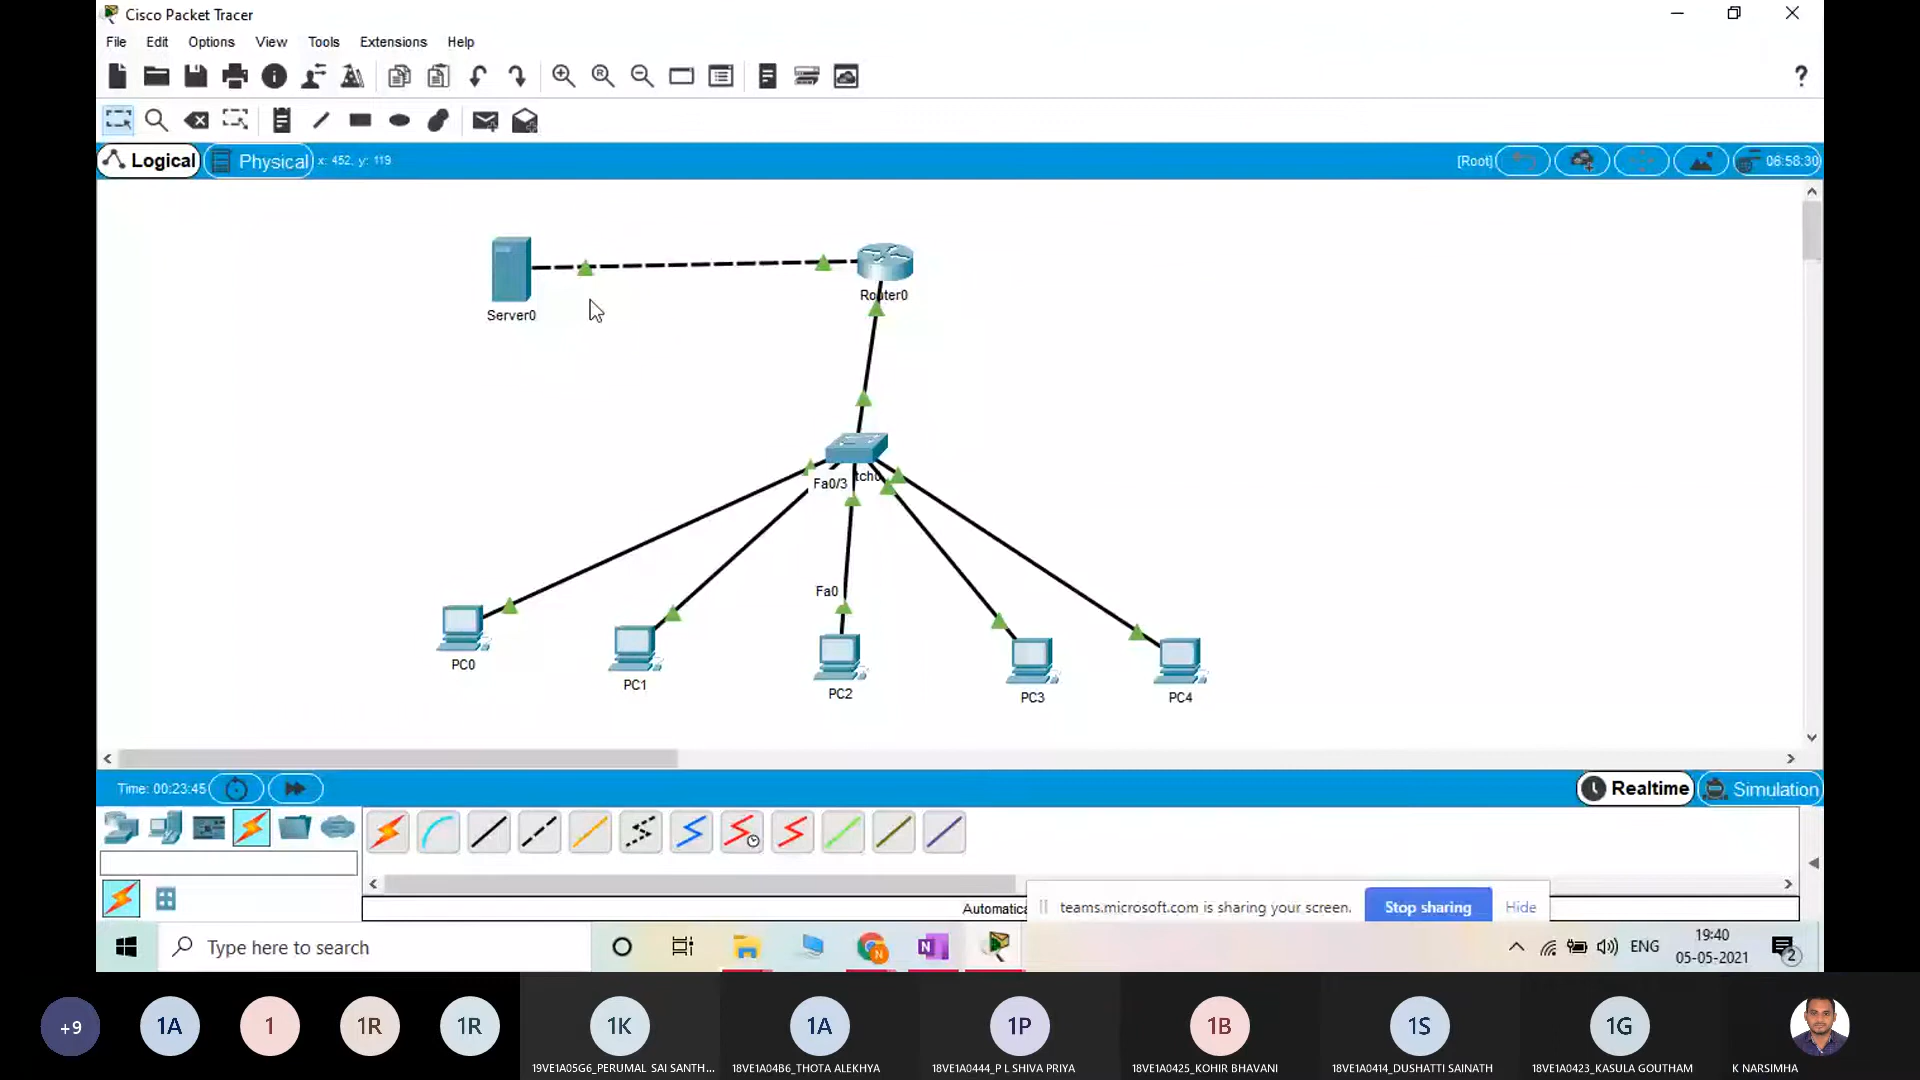 Cisco Packet Tracer
File Edit Options View Tools Extensions Help
?
Logical Physical x: 452, y: 119 [Root] 06:58:30
Server0
Router0
Fa0/3 tch0
Fa0
PC0
PC1
PC2
PC3
PC4
Time: 00:23:45 Realtime Simulation
Automatica
teams.microsoft.com is sharing your screen. Stop sharing Hide
Type here to search
ENG 19:40
05-05-2021 2
+9 1A 1 1R 1R 1K 1A 1P 1B 1S 1G
19VE1A05G6_PERUMAL SAI SANTH... 18VE1A04B6_THOTA ALEKHYA 18VE1A0444_P L SHIVA PRIYA 18VE1A0425_KOHIR BHAVANI 18VE1A0414_DUSHATTI SAINATH 18VE1A0423_KASULA GOUTHAM K NARSIMHA